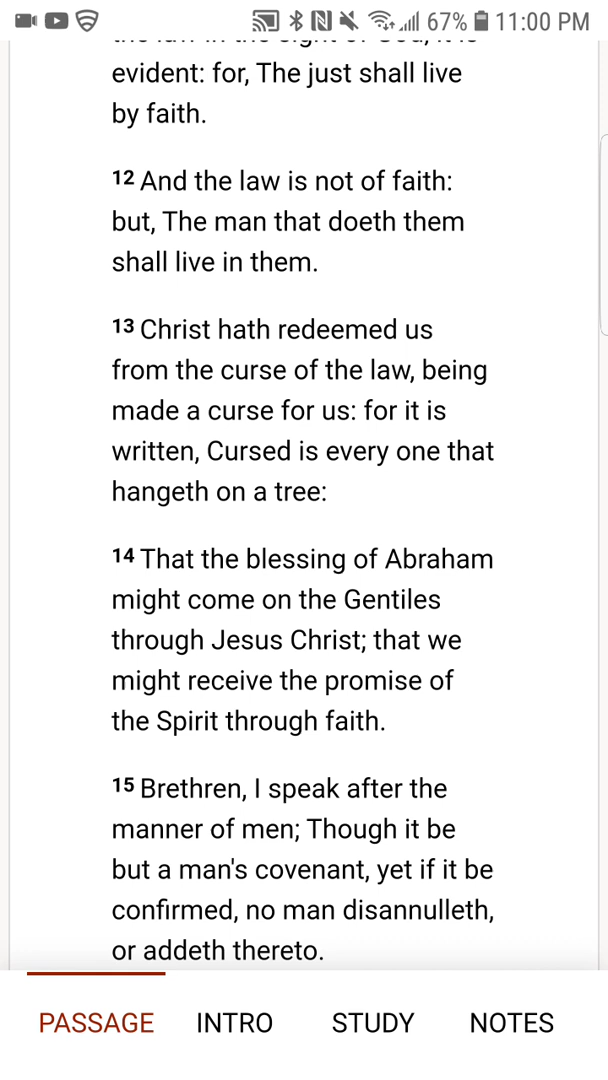 67% 11:00 PM
evident: for, The just shall live
by faith.
12 And the law is not of faith:
but, The man that doeth them
shall live in them.
13 Christ hath redeemed us
from the curse of the law, being
made a curse for us: for it is
written, Cursed is every one that
hangeth on a tree:
14 That the blessing of Abraham
might come on the Gentiles
through Jesus Christ; that we
might receive the promise of
the Spirit through faith.
15 Brethren, I speak after the
manner of men; Though it be
but a man's covenant, yet if it be
confirmed, no man disannulleth,
or addeth thereto.
PASSAGE INTRO STUDY NOTES